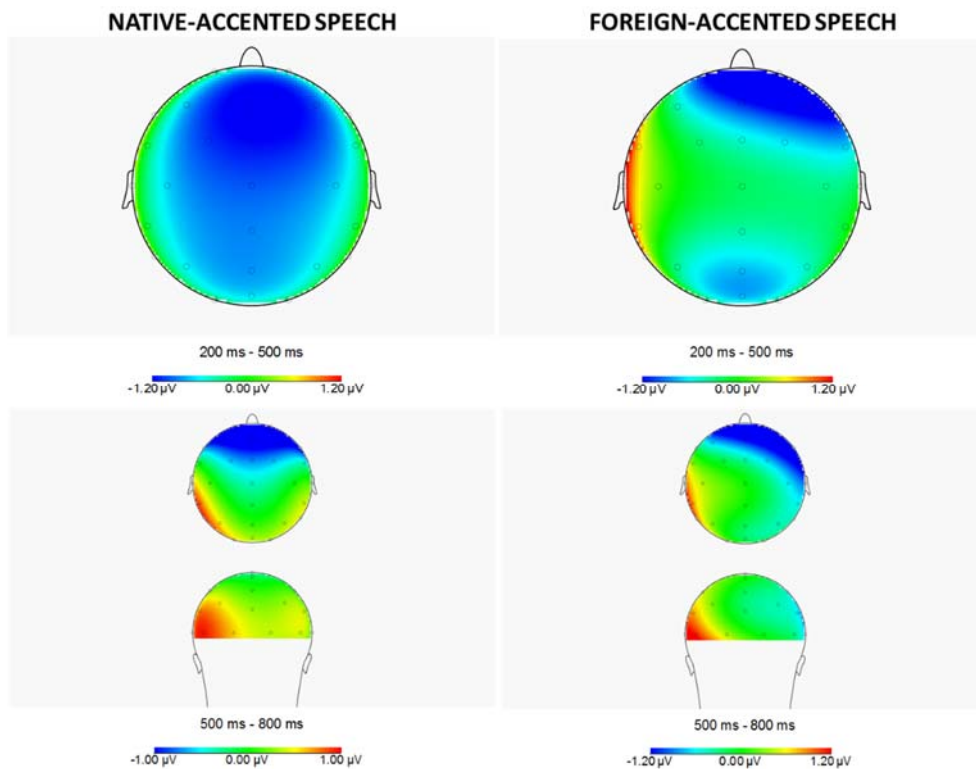 NATIVE-ACCENTED SPEECH
FOREIGN-ACCENTED SPEECH
200 ms - 500 ms
-1.20 µV 0.00 µV 1.20 µV
200 ms - 500 ms
-1.20 µV 0.00 µV 1.20 µV
500 ms - 800 ms
-1.00 µV 0.00 µV 1.00 µV
500 ms - 800 ms
-1.20 µV 0.00 µV 1.20 µV